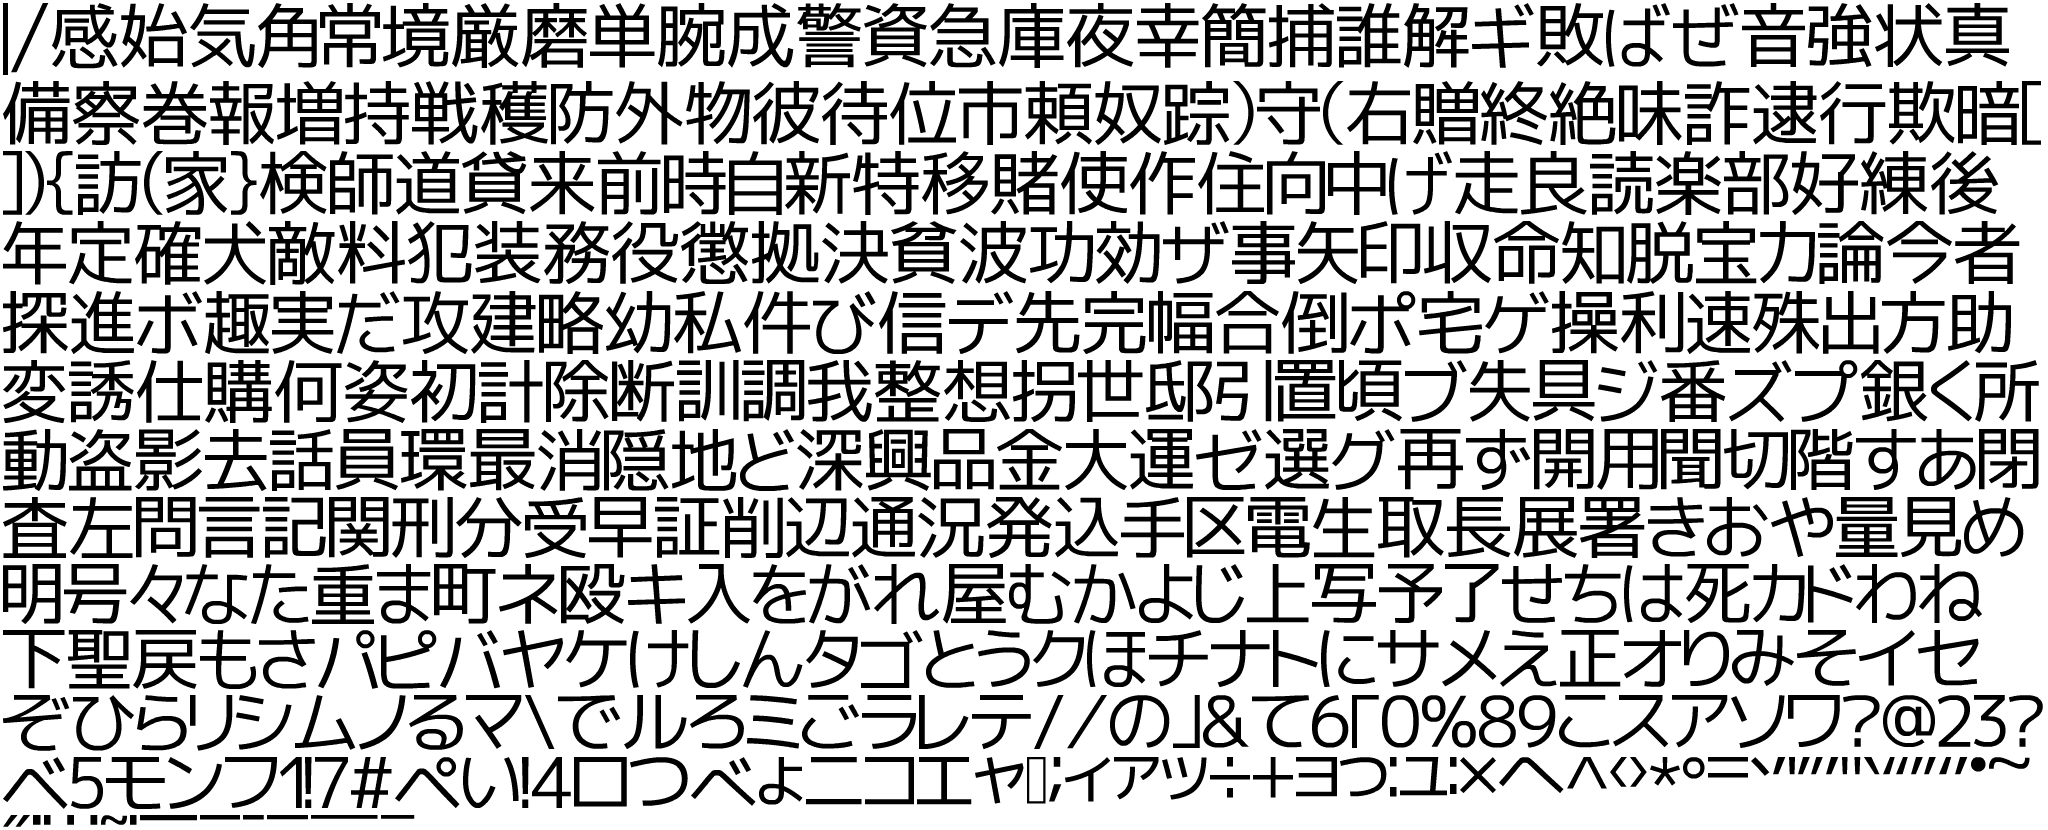 |/感始気角常境厳磨単腕成警資急庫夜幸簡捕誰解ギ敗ばぜ音強状真
備察巻報増持戦穫防外物彼待位市頼奴踪)守(右贈終絶味詐逮行欺暗[
]){訪(家}検師道貸来前時自新特移賭使作住向中げ走良読楽部好練後
年定確犬敵料犯装務役懲拠決貧波功効ザ事矢印収命知脱宝力論今者
探進ボ趣実だ攻建略幼私件び信デ先完幅合倒ポ宅ゲ操利速殊出方助
変誘仕購何姿初計除断訓調我整想拐世邸引置頃ブ失具ジ番ズプ銀く所
動盗影去話員環最消隠地ど深興品金大運ゼ選グ再ず開用聞切階すあ閉
査左問言記関刑分受早証削辺通況発込手区電生取長展署きおや量見め
明号々なた重ま町ネ殴キ入をがれ屋むかよじ上写予了せちは死カドわね
下聖戻もさパピバヤケけしんタゴとうクほチナトにサメえ正オりみそイセ
ぞひらリシムノるマ\でルろミごラレテ//の」&て6「0%89こスアソワ?@23?
べ5モンフ1!7#ぺい!4ロつべょニコエャ;ィァッ÷+ョっ:ュ:×へ^〈〉*°=